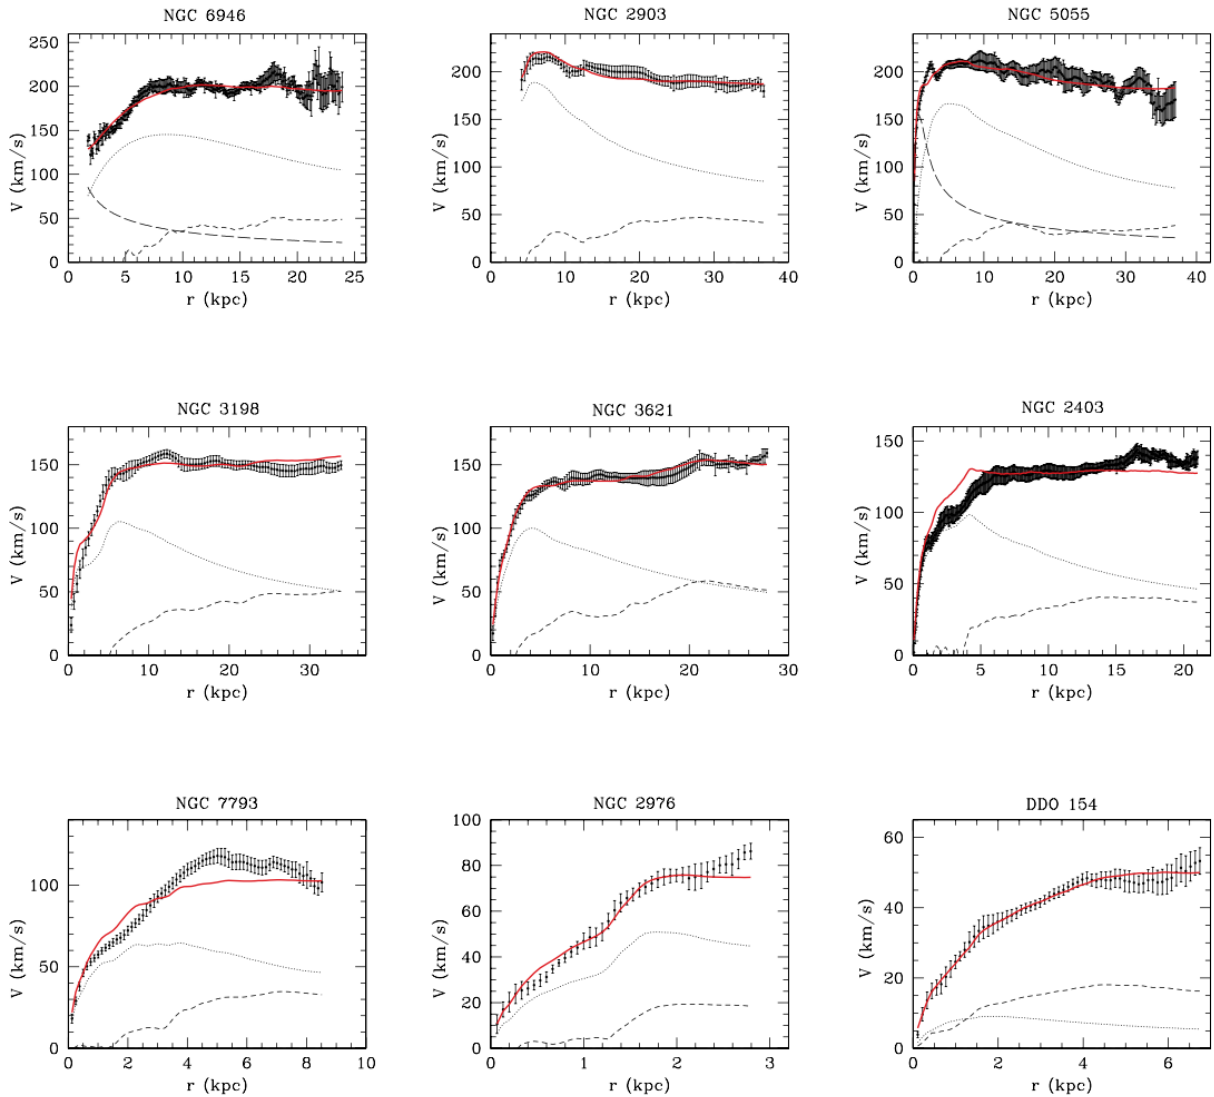 NGC 6946
NGC 2903
NGC 5055
V (km/s)
250
200
150
100
50
0
0 5 10 15 20 25
r (kpc)
V (km/s)
200
100
0
0 10 20 30 40
r (kpc)
V (km/s)
200
100
0
0 10 20 30 40
r (kpc)
NGC 3198
NGC 3621
NGC 2403
V (km/s)
150
100
50
0
0 10 20 30
r (kpc)
V (km/s)
150
100
50
0
0 10 20 30
r (kpc)
V (km/s)
150
100
50
0
0 5 10 15 20
r (kpc)
NGC 7793
NGC 2976
DDO 154
V (km/s)
100
50
0
0 2 4 6 8 10
r (kpc)
V (km/s)
100
80
60
40
20
0
0 1 2 3
r (kpc)
V (km/s)
60
40
20
0
0 2 4 6
r (kpc)